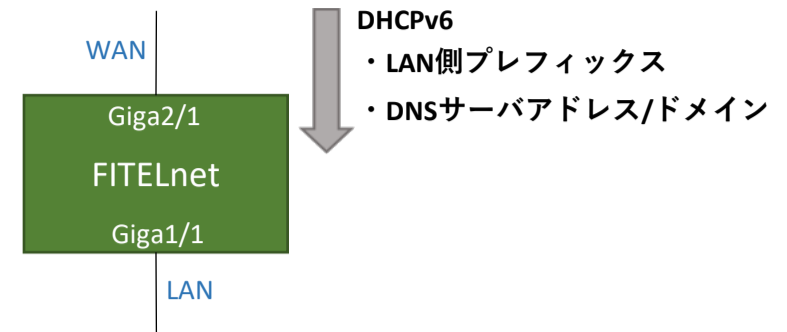 DHCPv6
WAN
・LAN側プレフィックス
・DNSサーバアドレス/ドメイン
Giga2/1
FITELnet
Giga1/1
LAN